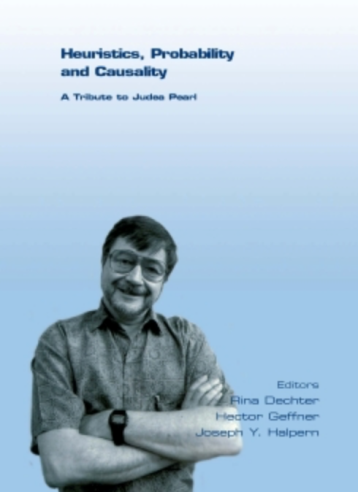 Heuristics, Probability
and Causality
A Tribute to Judea Pearl
Editors
Rina Dechter
Hector Geffner
Joseph Y. Halpern